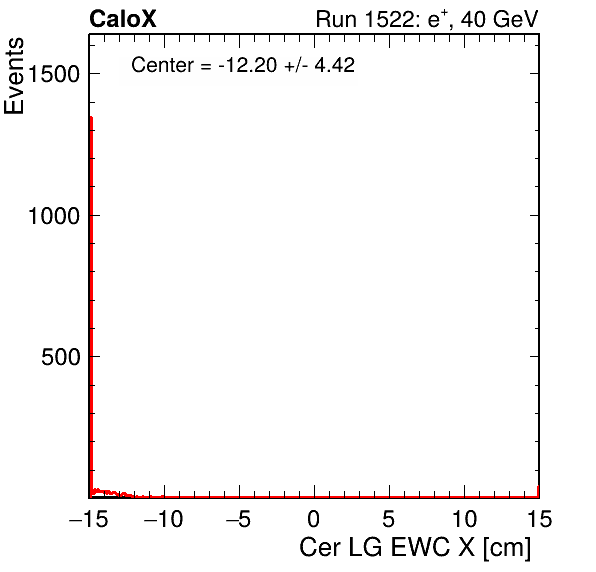 CaloX
Run 1522: e⁺, 40 GeV
Events
Center = -12.20 +/- 4.42
1500
1000
500
−15 −10 −5 0 5 10 15
Cer LG EWC X [cm]